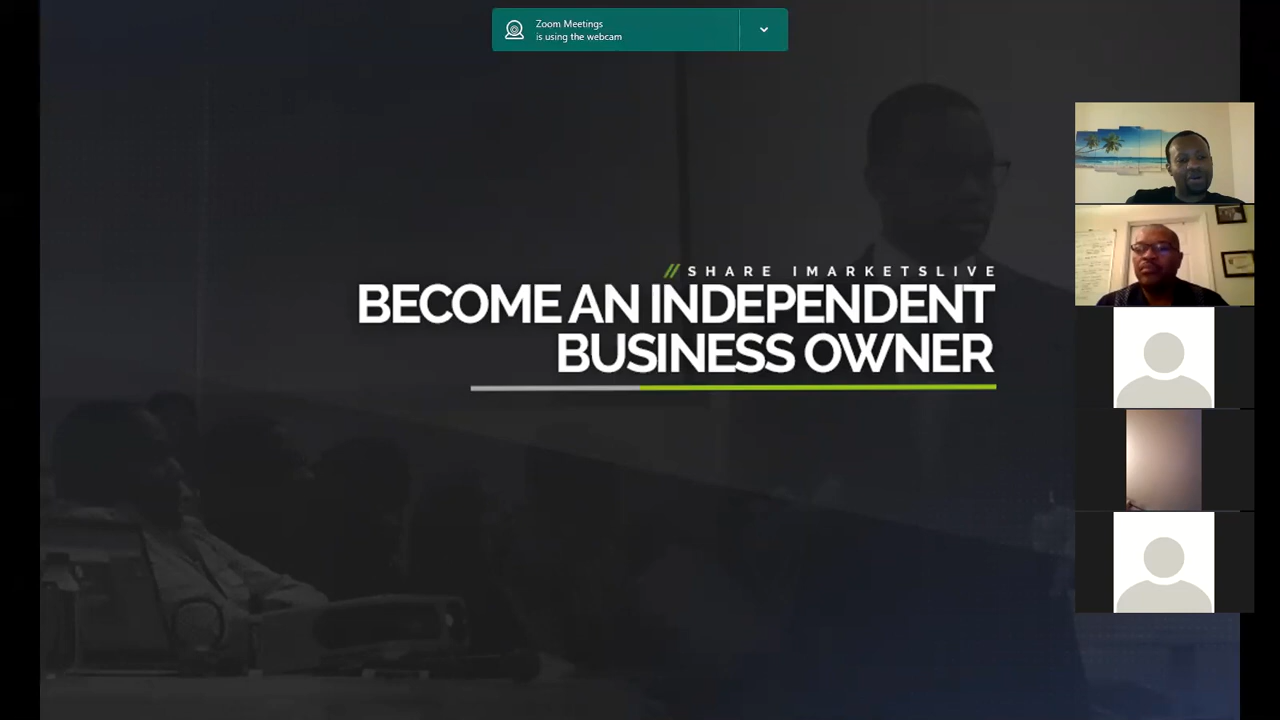 Zoom Meetings
is using the webcam
// SHARE IMARKETSLIVE
BECOME AN INDEPENDENT
BUSINESS OWNER